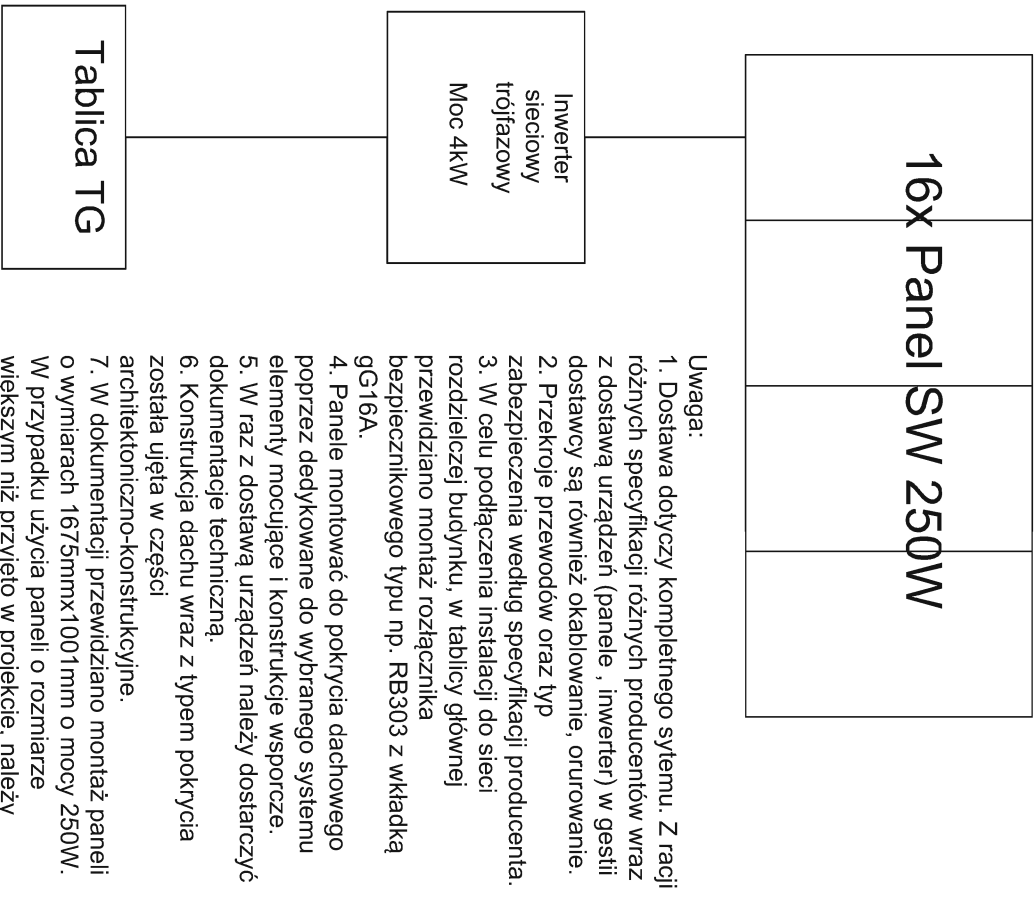 16x Panel SW 250W
Inwerter
sieciowy
trójfazowy
Moc 4kW
Tablica TG
Uwaga:
1. Dostawa dotyczy kompletnego sytemu. Z racji
różnych specyfikacji różnych producentów wraz
z dostawą urządzeń (panele , inwerter) w gestii
dostawcy są również okablowanie, orurowanie.
2. Przekroje przewodów oraz typ
zabezpieczenia według specyfikacji producenta.
3. W celu podłączenia instalacji do sieci
rozdzielczej budynku, w tablicy głównej
przewidziano montaż rozłącznika
bezpiecznikowego typu np. RB303 z wkładką
gG16A.
4. Panele montować do pokrycia dachowego
poprzez dedykowane do wybranego systemu
elementy mocujące i konstrukcje wsporcze.
5. W raz z dostawą urządzeń należy dostarczyć
dokumentacje techniczną.
6. Konstrukcja dachu wraz z typem pokrycia
została ujęta w części
architektoniczno-konstrukcyjne.
7. W dokumentacji przewidziano montaż paneli
o wymiarach 1675mmx1001mm o mocy 250W.
W przypadku użycia paneli o rozmiarze
większym niż przyjęto w projekcie, należy